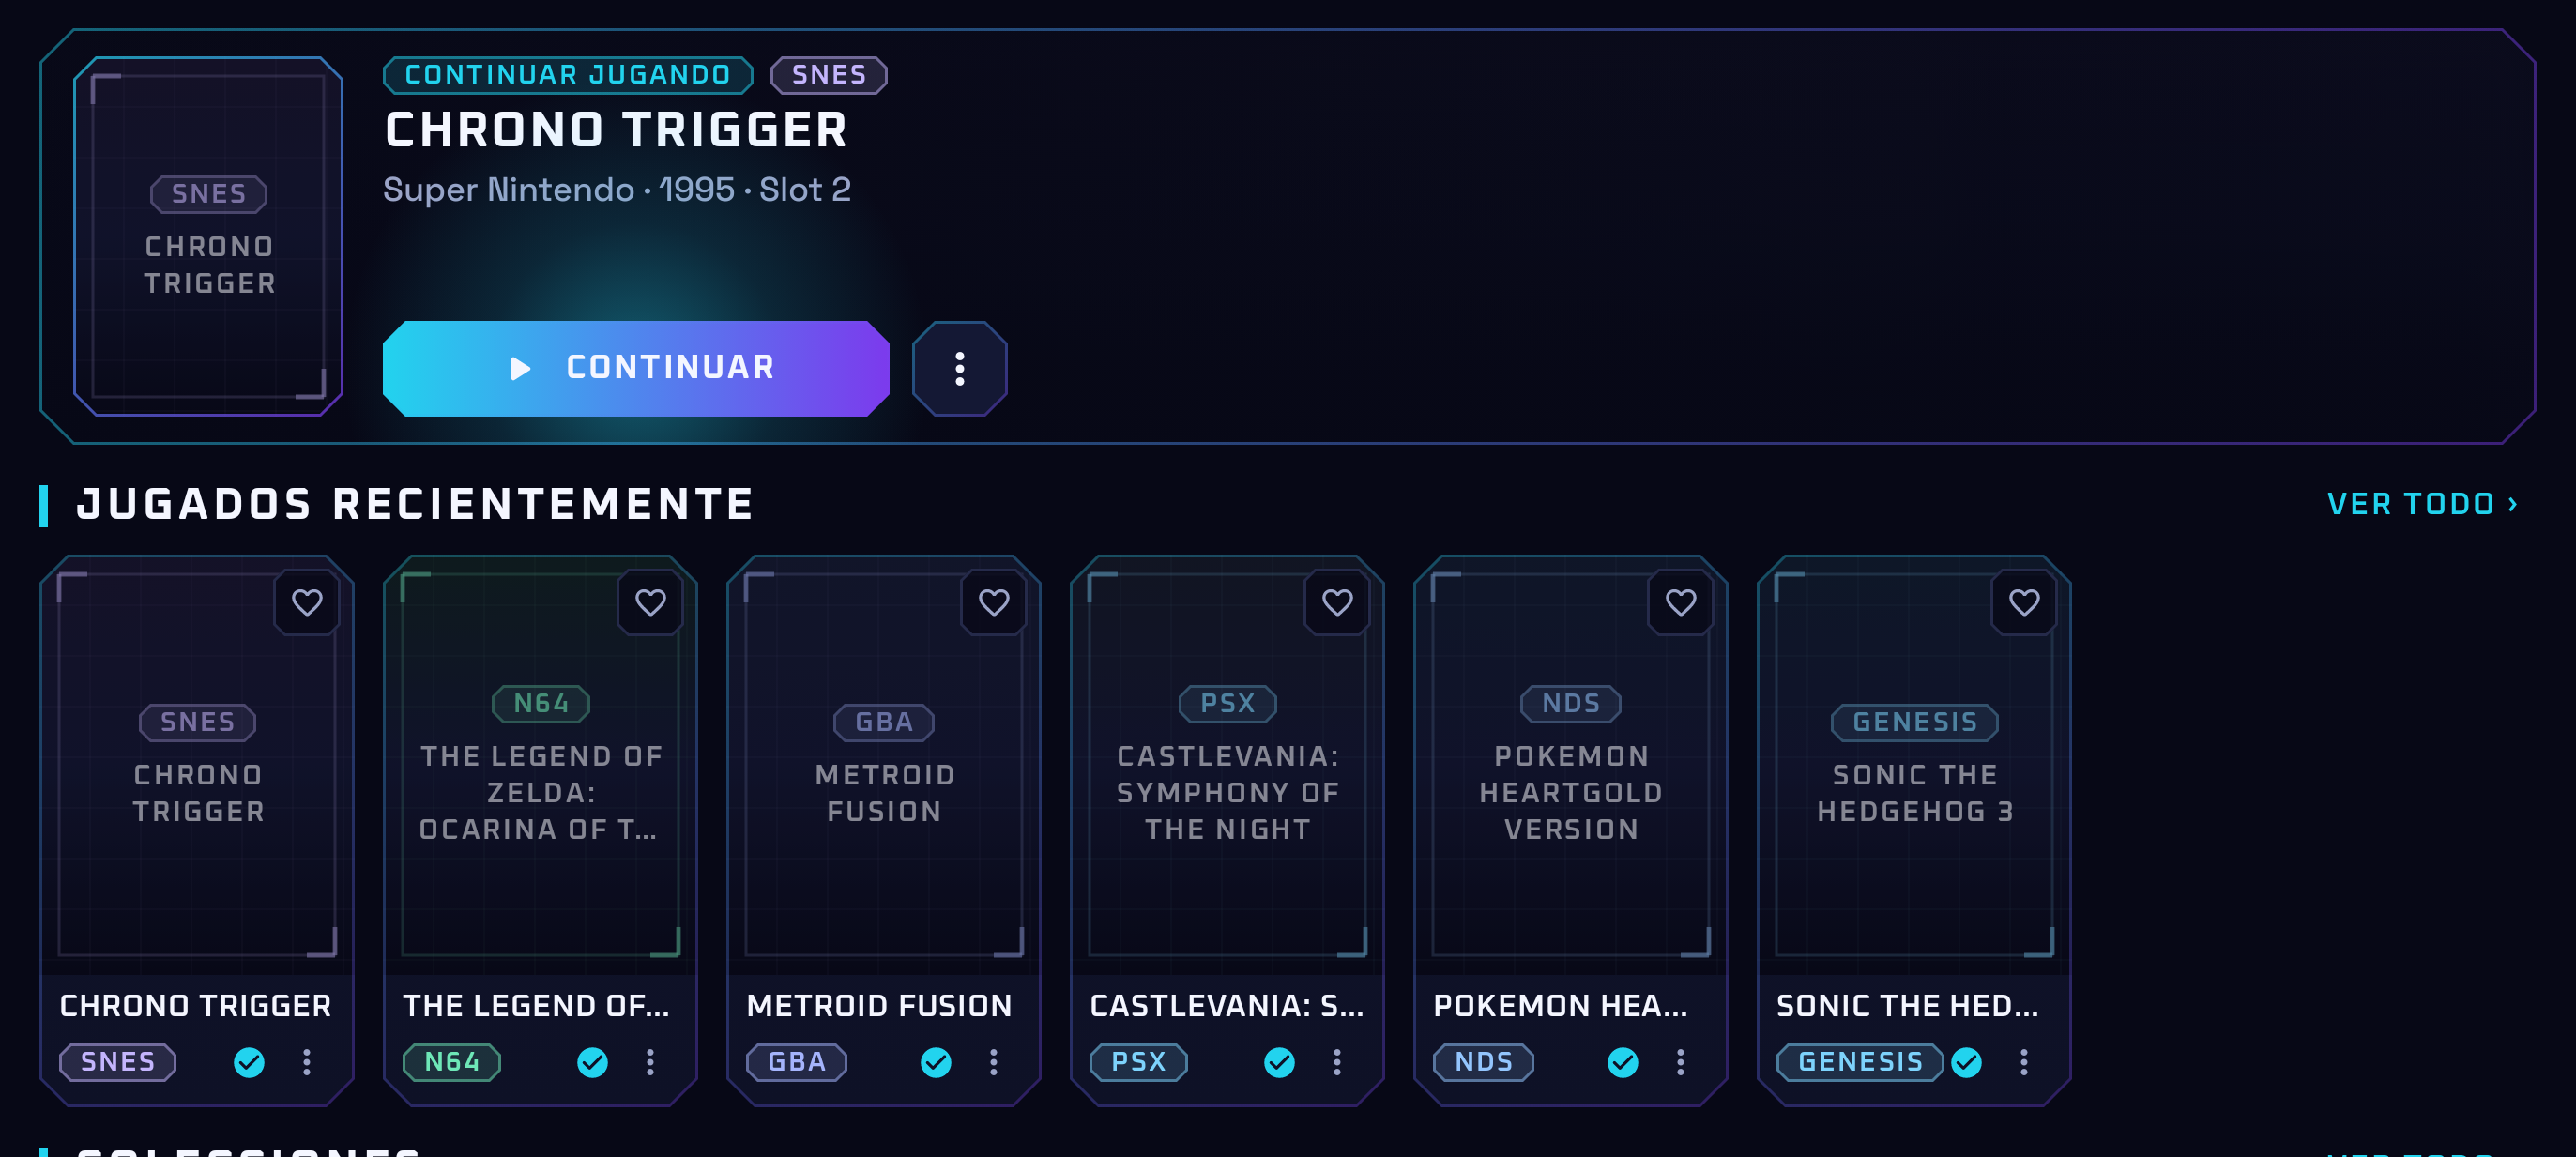 CONTINUAR JUGANDO
SNES
CHRONO TRIGGER
Super Nintendo · 1995 · Slot 2
SNES
CHRONO
TRIGGER
CONTINUAR
JUGADOS RECIENTEMENTE
VER TODO ›
SNES
CHRONO
TRIGGER
CHRONO TRIGGER
SNES
N64
THE LEGEND OF
ZELDA:
OCARINA OF T...
THE LEGEND OF...
N64
GBA
METROID
FUSION
METROID FUSION
GBA
PSX
CASTLEVANIA:
SYMPHONY OF
THE NIGHT
CASTLEVANIA: S...
PSX
NDS
POKEMON
HEARTGOLD
VERSION
POKEMON HEA...
NDS
GENESIS
SONIC THE
HEDGEHOG 3
SONIC THE HED...
GENESIS